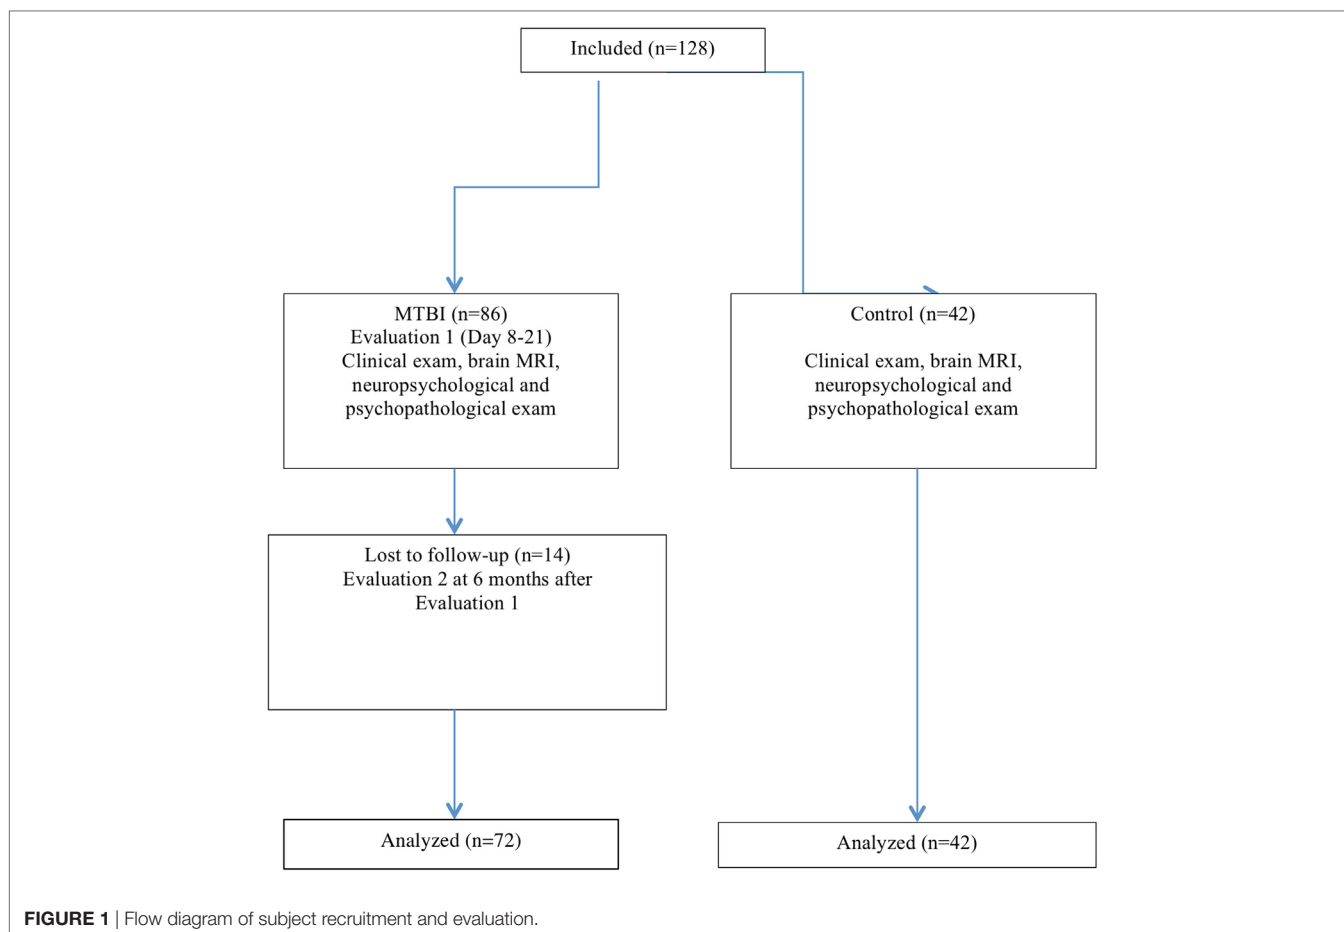 Included (n=128)
MTBI (n=86)
Evaluation 1 (Day 8-21)
Clinical exam, brain MRI,
neuropsychological and
psychopathological exam
Control (n=42)
Clinical exam, brain MRI,
neuropsychological and
psychopathological exam
Lost to follow-up (n=14)
Evaluation 2 at 6 months after
Evaluation 1
Analyzed (n=72)
Analyzed (n=42)
FIGURE 1 | Flow diagram of subject recruitment and evaluation.